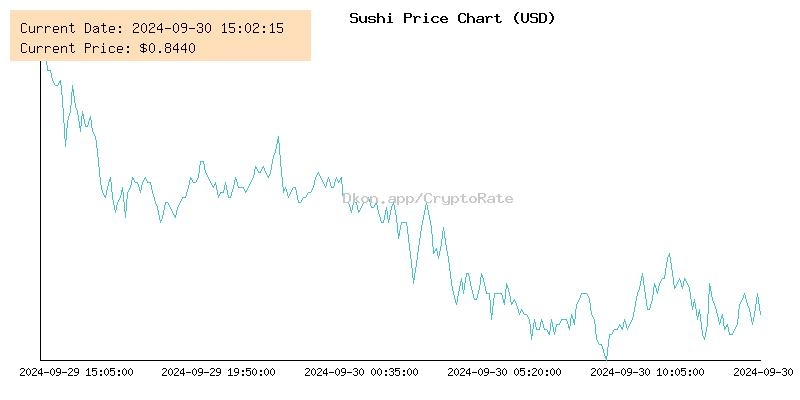 Sushi Price Chart (USD)
Current Date: 2024-09-30 15:02:15
Current Price: $0.8440
Dkon.app/CryptoRate
2024-09-29 15:05:00 2024-09-29 19:50:00 2024-09-30 00:35:00 2024-09-30 05:20:00 2024-09-30 10:05:00 2024-09-30